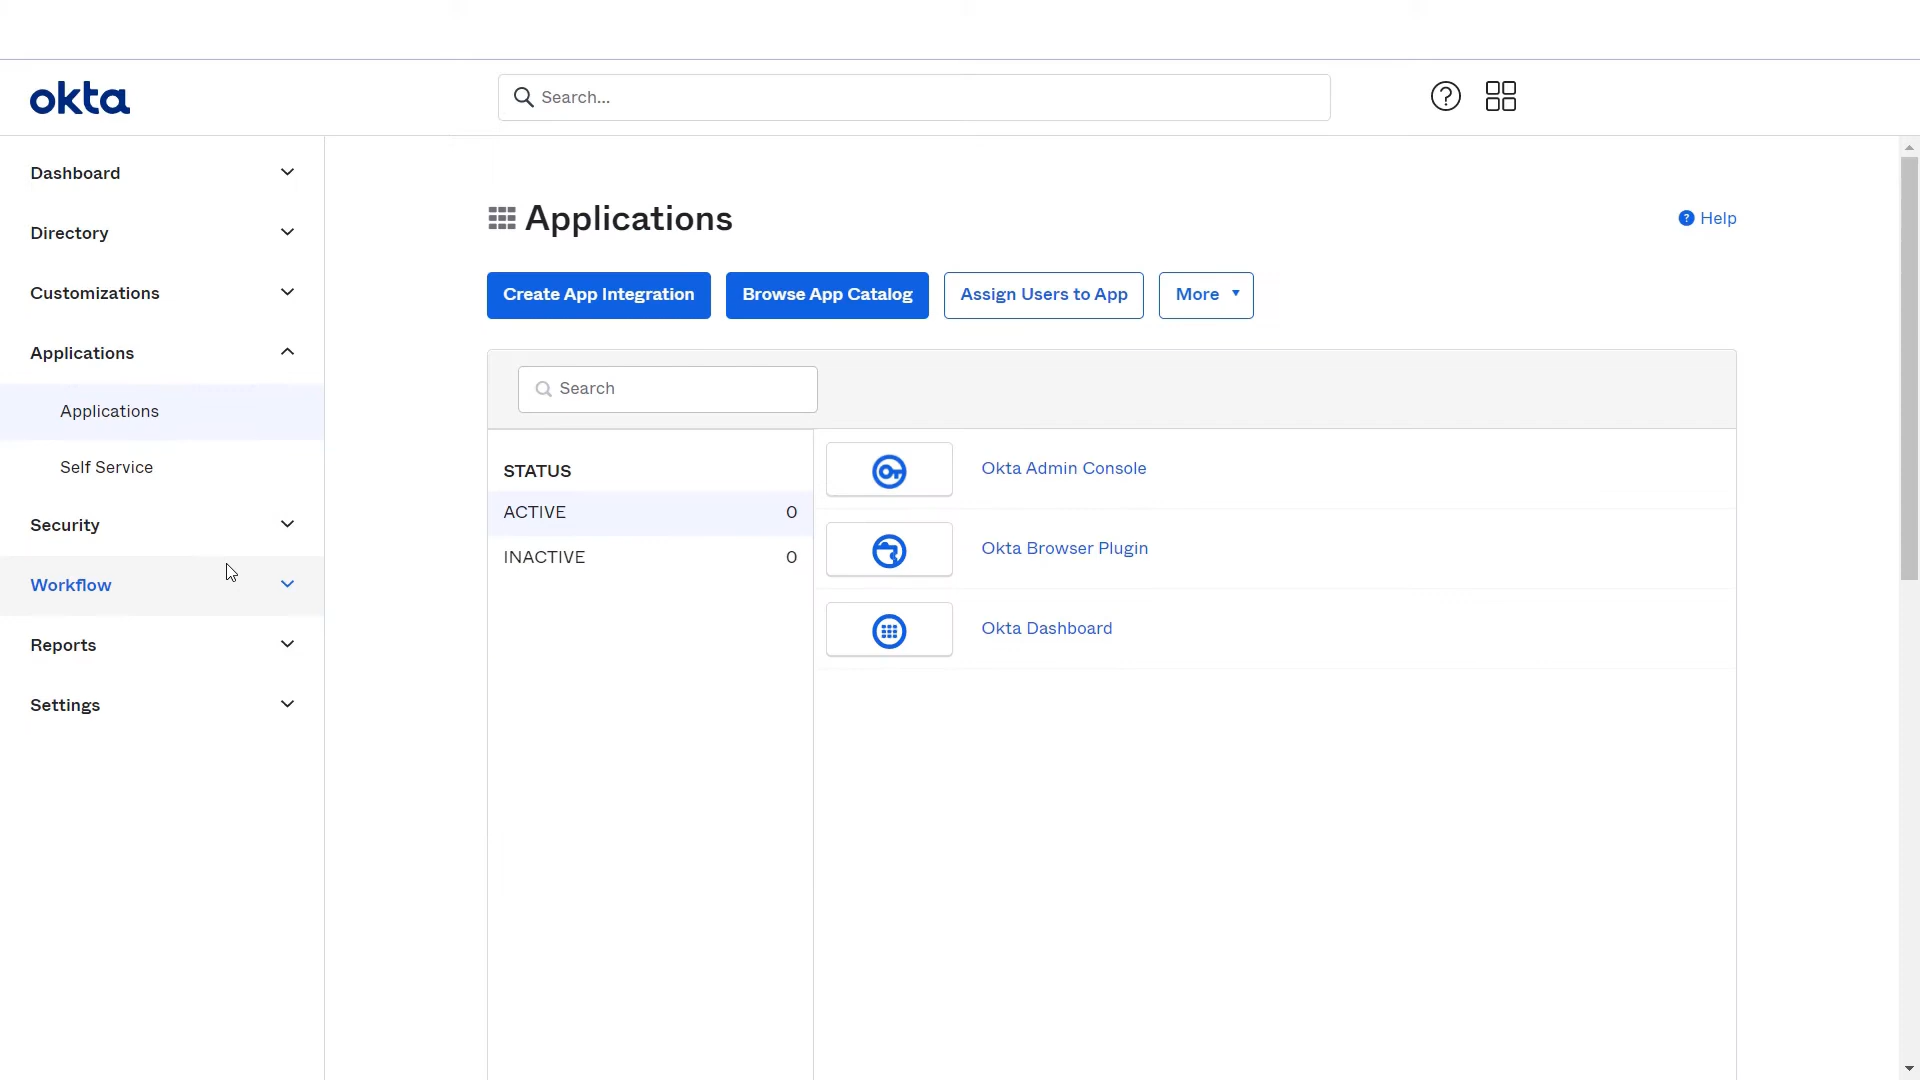 okta
Search...
Dashboard
Directory
Customizations
Applications
Applications
Self Service
Security
Workflow
Reports
Settings
Applications
Help
Create App Integration
Browse App Catalog
Assign Users to App
More
Search
STATUS
ACTIVE 0
INACTIVE 0
Okta Admin Console
Okta Browser Plugin
Okta Dashboard